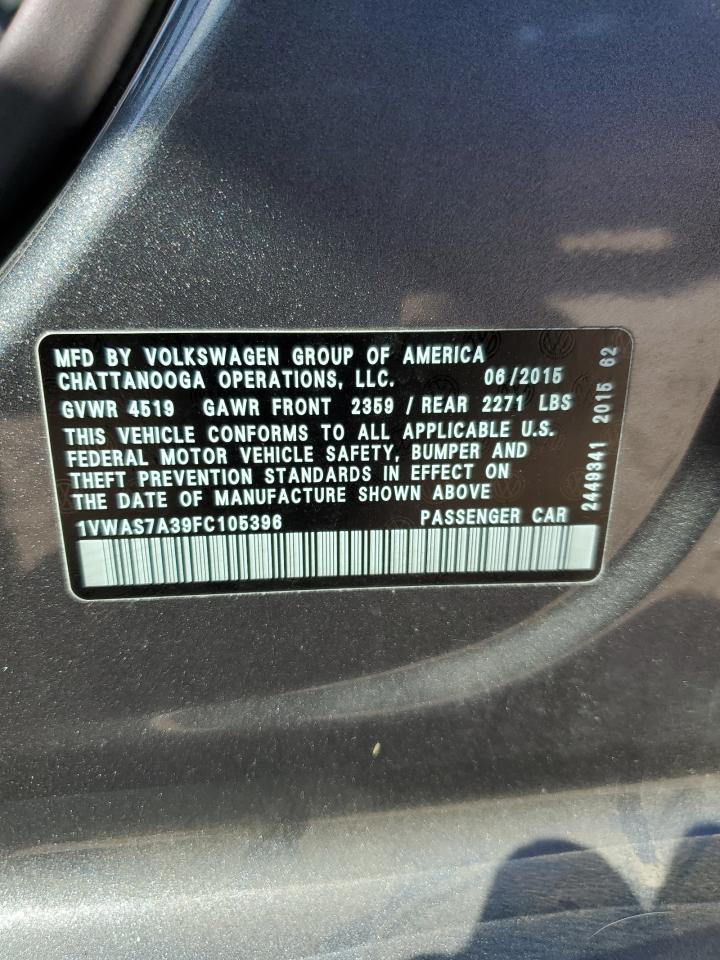 MFD BY VOLKSWAGEN GROUP OF AMERICA
CHATTANOOGA OPERATIONS, LLC. 06/2015
GVWR 4519 GAWR FRONT 2359 / REAR 2271 LBS
THIS VEHICLE CONFORMS TO ALL APPLICABLE U.S.
FEDERAL MOTOR VEHICLE SAFETY, BUMPER AND
THEFT PREVENTION STANDARDS IN EFFECT ON
THE DATE OF MANUFACTURE SHOWN ABOVE
1VWAS7A39FC105396 PASSENGER CAR
2449341 2015 62